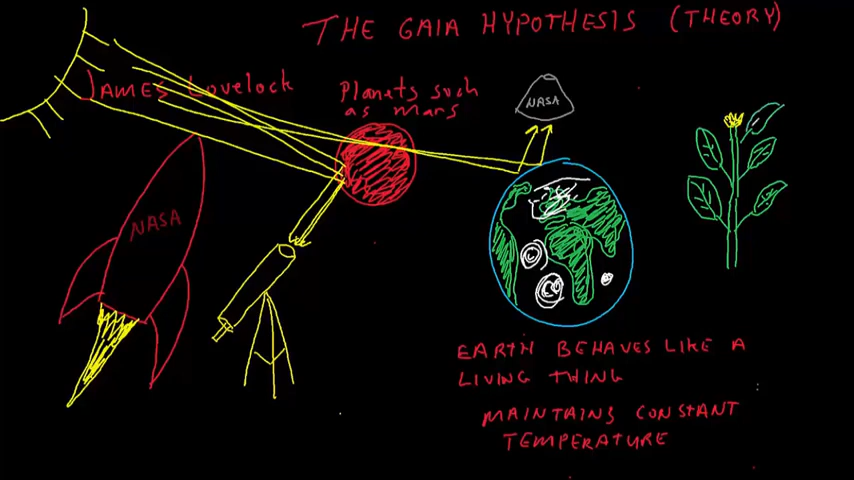 THE GAIA HYPOTHESIS (THEORY)
JAMES Lovelock
Planets such
as mars
NASA
NASA
EARTH BEHAVES LIKE A
LIVING THING
MAINTAINS CONSTANT
TEMPERATURE